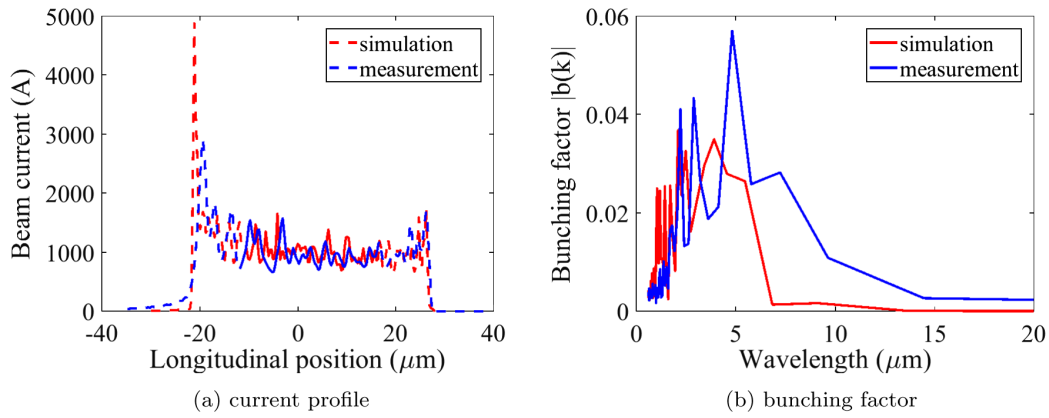 5000
4000
3000
2000
1000
0
-40
-20
0
20
40
Beam current (A)
Longitudinal position (μm)
simulation
measurement
(a) current profile
0.06
0.04
0.02
0
0
5
10
15
20
Bunching factor |b(k)|
Wavelength (μm)
simulation
measurement
(b) bunching factor